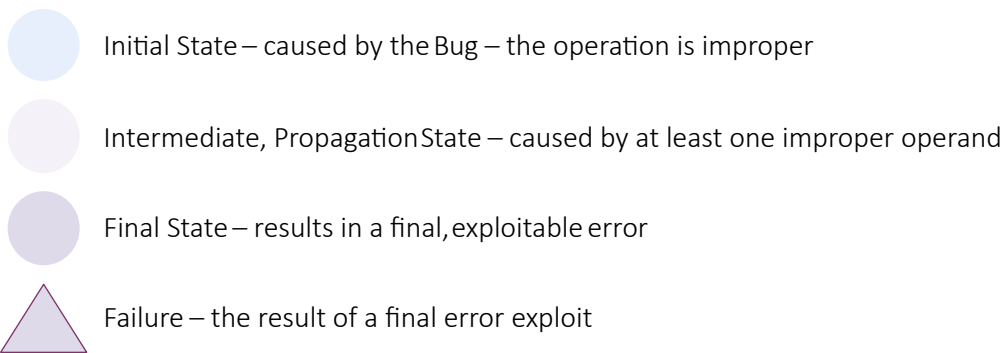 Initial State – caused by the Bug – the operation is improper
Intermediate, Propagation State – caused by at least one improper operand
Final State – results in a final, exploitable error
Failure – the result of a final error exploit